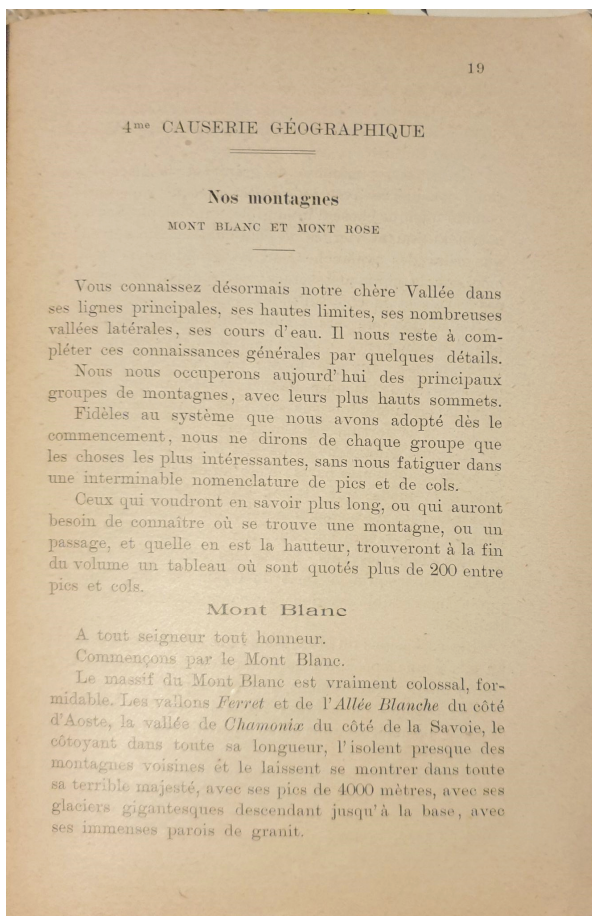 19
4me CAUSERIE GÉOGRAPHIQUE
Nos montagnes
MONT BLANC ET MONT ROSE
Vous connaissez désormais notre chère Vallée dans
ses lignes principales, ses hautes limites, ses nombreuses
vallées latérales, ses cours d'eau. Il nous reste à com-
pléter ces connaissances générales par quelques détails.
Nous nous occuperons aujourd'hui des principaux
groupes de montagnes, avec leurs plus hauts sommets.
Fidèles au système que nous avons adopté dès le
commencement, nous ne dirons de chaque groupe que
les choses les plus intéressantes, sans nous fatiguer dans
une interminable nomenclature de pics et de cols.
Ceux qui voudront en savoir plus long, ou qui auront
besoin de connaître où se trouve une montagne, ou un
passage, et quelle en est la hauteur, trouveront à la fin
du volume un tableau où sont quotés plus de 200 entre
pics et cols.
Mont Blanc
A tout seigneur tout honneur.
Commençons par le Mont Blanc.
Le massif du Mont Blanc est vraiment colossal, for-
midable. Les vallons Ferret et de l'Allée Blanche du côté
d'Aoste, la vallée de Chamonix du côté de la Savoie, le
côtoyant dans toute sa longueur, l'isolent presque des
montagnes voisines et le laissent se montrer dans toute
sa terrible majesté, avec ses pics de 4000 mètres, avec ses
glaciers gigantesques descendant jusqu'à la base, avec
ses immenses parois de granit.